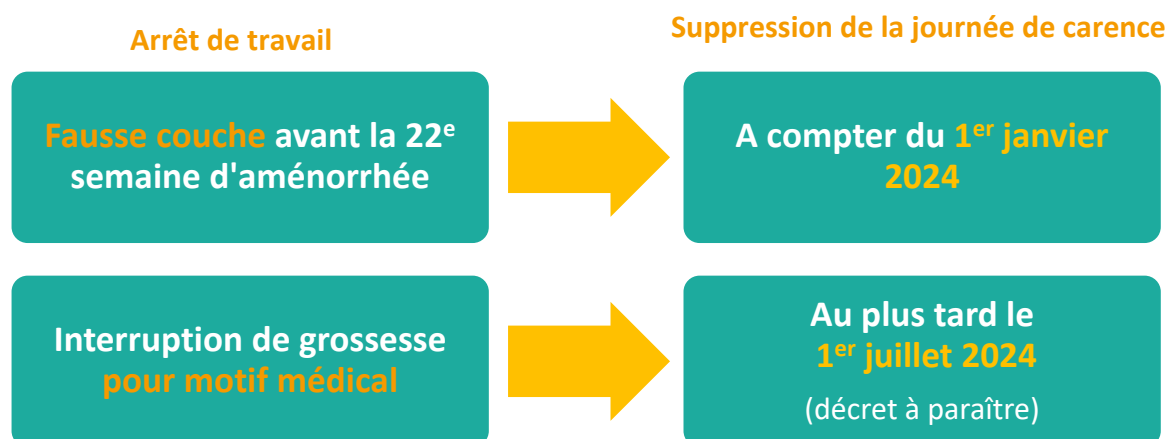 Arrêt de travail
Suppression de la journée de carence
Fausse couche avant la 22e
semaine d'aménorrhée
A compter du 1er janvier
2024
Interruption de grossesse
pour motif médical
Au plus tard le
1er juillet 2024
(décret à paraître)